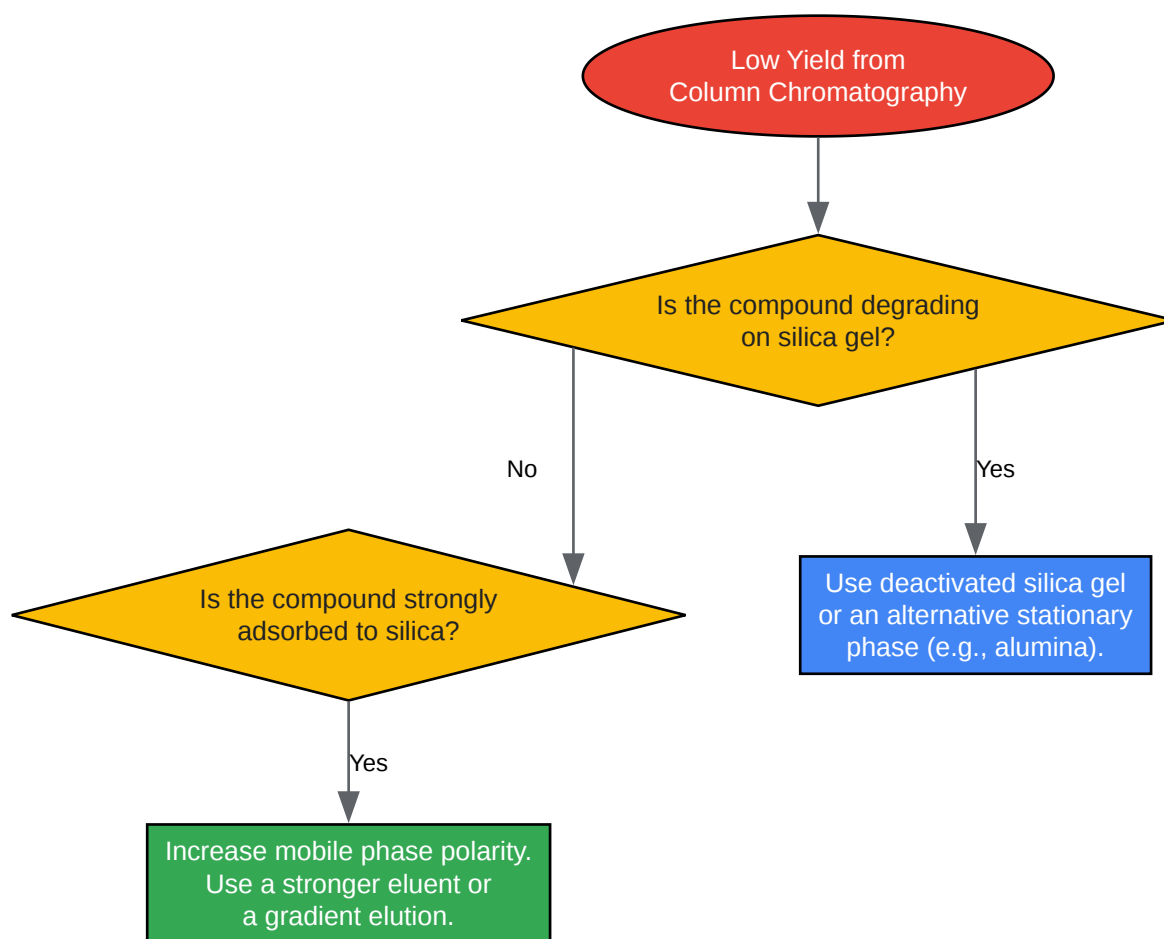 Low Yield from
Column Chromatography
Is the compound degrading
on silica gel?
No
Yes
Is the compound strongly
adsorbed to silica?
Use deactivated silica gel
or an alternative stationary
phase (e.g., alumina).
Yes
Increase mobile phase polarity.
Use a stronger eluent or
a gradient elution.